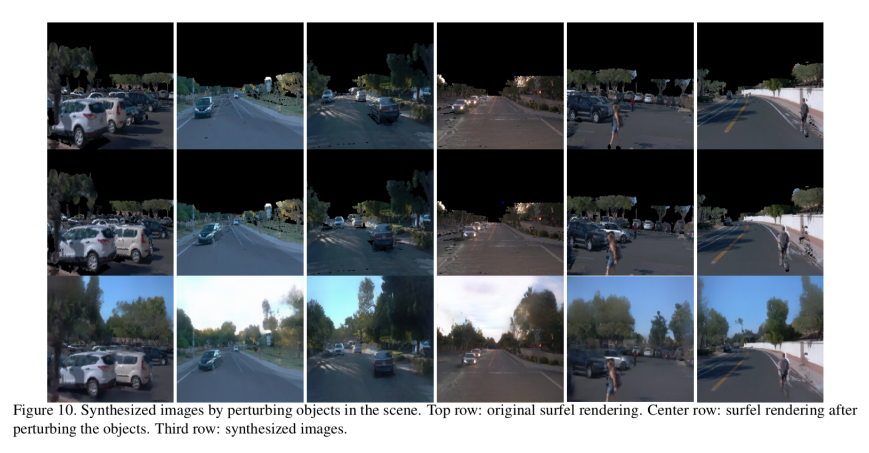 Figure 10. Synthesized images by perturbing objects in the scene. Top row: original surfel rendering. Center row: surfel rendering after
perturbing the objects. Third row: synthesized images.